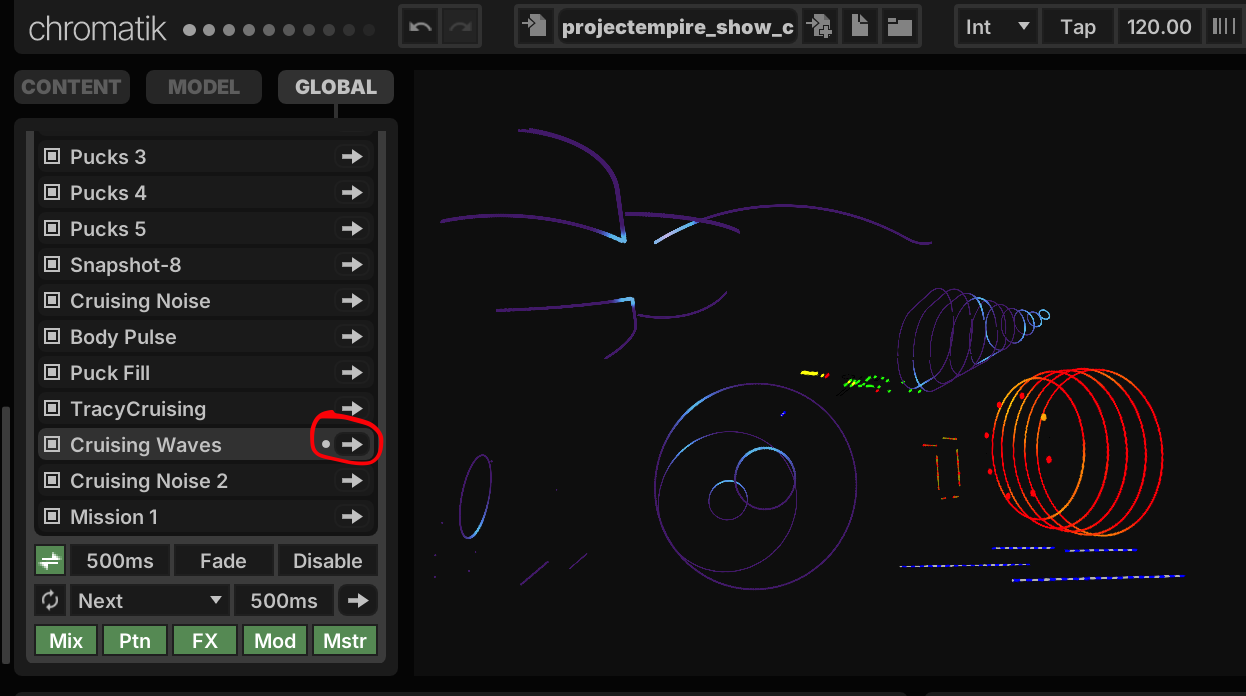 chromatik
projectempire_show_c
Int
Tap
120.00
CONTENT
MODEL
GLOBAL
Pucks 3
Pucks 4
Pucks 5
Snapshot-8
Cruising Noise
Body Pulse
Puck Fill
TracyCruising
Cruising Waves
Cruising Noise 2
Mission 1
500ms
Fade
Disable
Next
500ms
Mix
Ptn
FX
Mod
Mstr